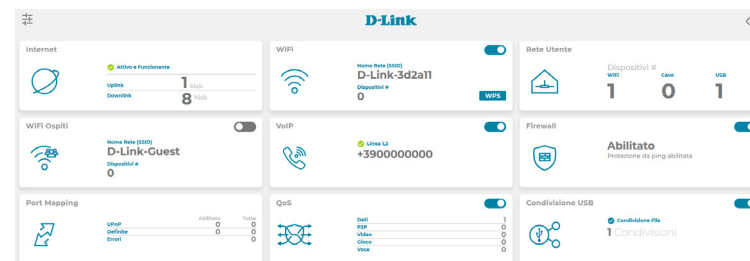 D-Link
Internet
Attivo e Funzionante
Uplink 1 kb/s
Downlink 8 kb/s
WiFi
Nome Rete (SSID)
D-Link-3d2a11
Dispositivi #
0
WPS
Rete Utente
Dispositivi #
WiFi Cavo USB
1 0 1
WiFi Ospiti
Nome Rete (SSID)
D-Link-Guest
Dispositivi #
0
VoIP
Linea 1,2
+3900000000
Firewall
Abilitato
Protezione da ping abilitata
Port Mapping
Abilitato Tutte
UPnP 0 0
Definite 0 0
Errori 0
QoS
Dati 1
P2P 0
Video 0
Gioco 0
Voce 0
Condivisione USB
Condivisione File
1 Condivisioni